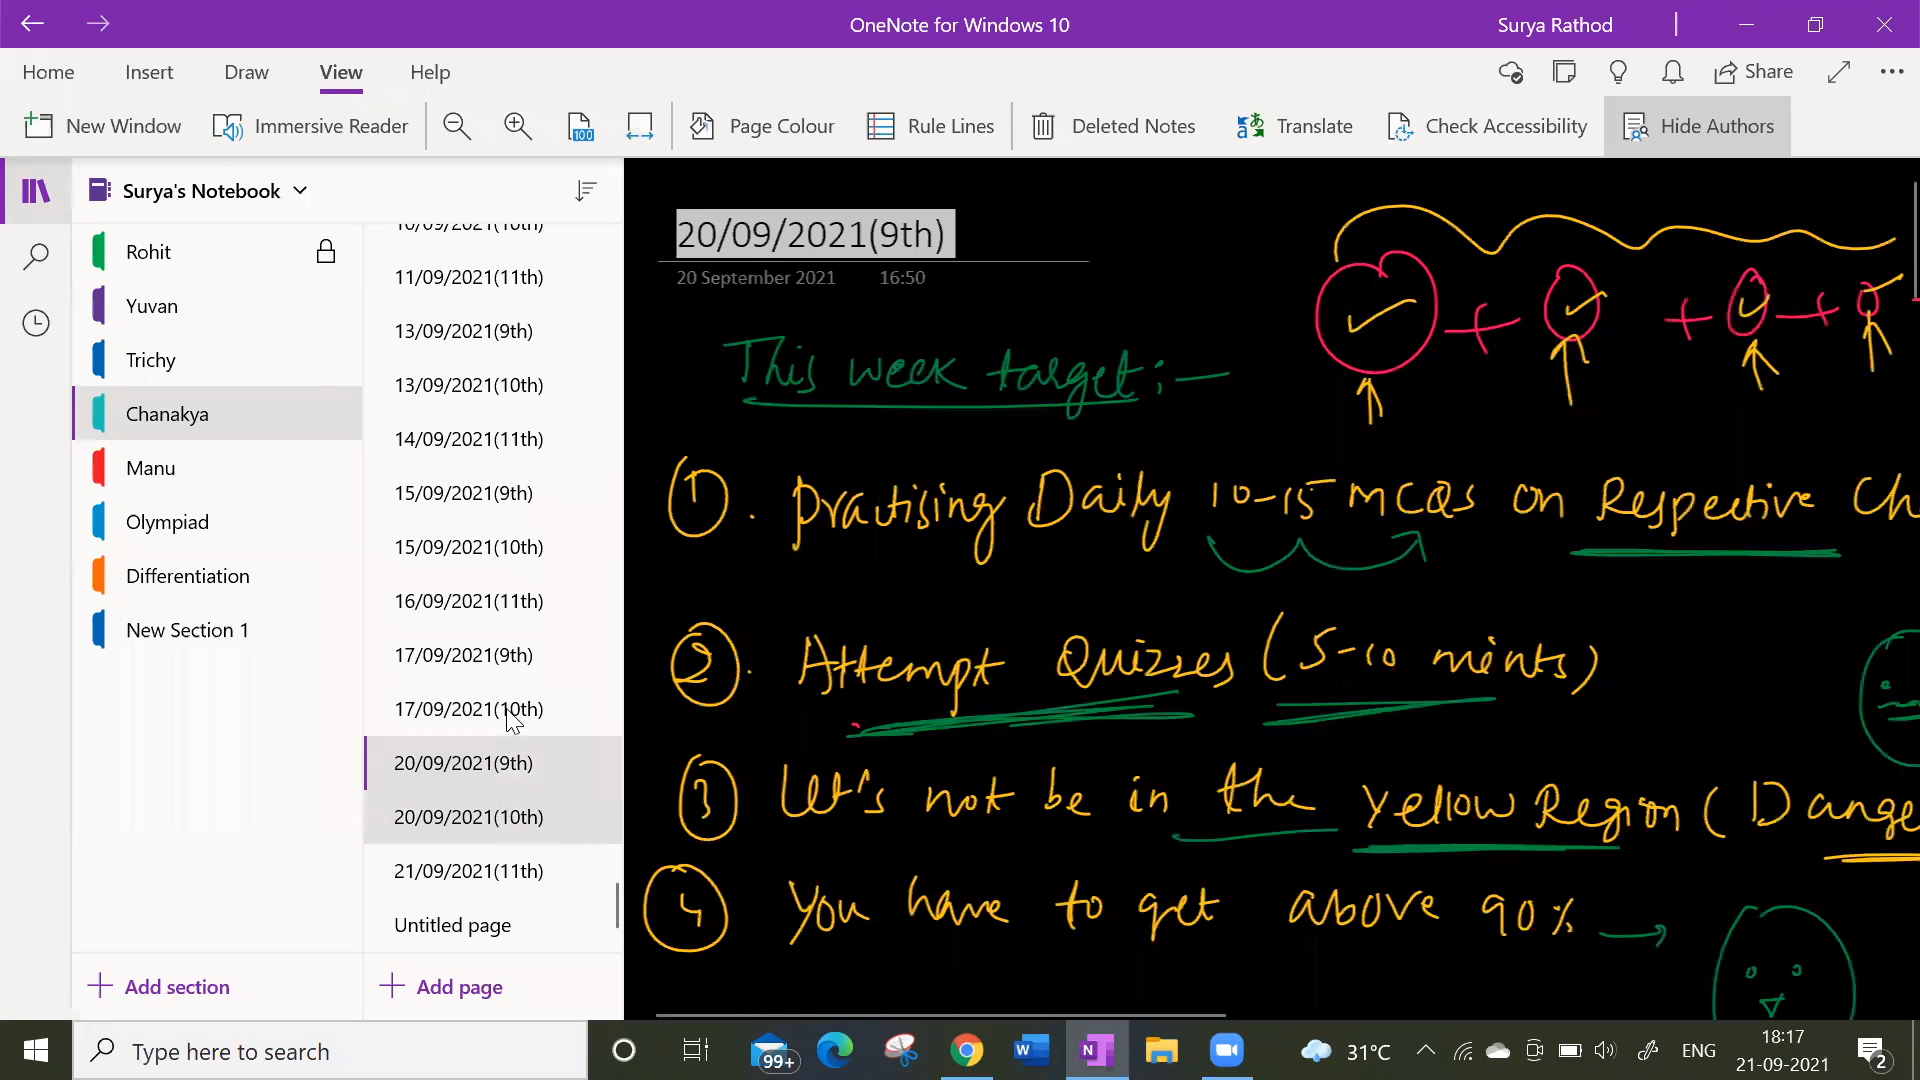 OneNote for Windows 10
Surya Rathod
Home Insert Draw View Help
Share
New Window Immersive Reader 100 Page Colour Rule Lines Deleted Notes Translate Check Accessibility Hide Authors
Surya's Notebook
Rohit
Yuvan
Trichy
Chanakya
Manu
Olympiad
Differentiation
New Section 1
Add section
11/09/2021(11th)
13/09/2021(9th)
13/09/2021(10th)
14/09/2021(11th)
15/09/2021(9th)
15/09/2021(10th)
16/09/2021(11th)
17/09/2021(9th)
17/09/2021(10th)
20/09/2021(9th)
20/09/2021(10th)
21/09/2021(11th)
Untitled page
Add page
20/09/2021(9th)
20 September 2021 16:50
+ + +
This week target :-
① . Practising Daily 10-15 MCQs on Respective Ch
② . Attempt Quizzes (5-10 mints)
③ Let's not be in the Yellow Region ( Dange
④ You have to get above 90% →
Type here to search
99+
31°C
ENG
18:17
21-09-2021
2